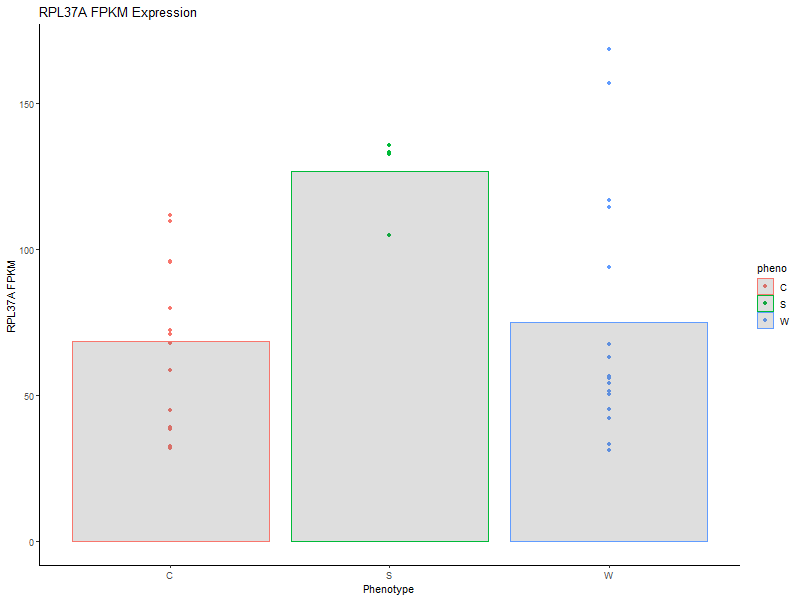 RPL37A FPKM Expression
RPL37A FPKM
150
100
50
0
C
S
W
Phenotype
pheno
C
S
W